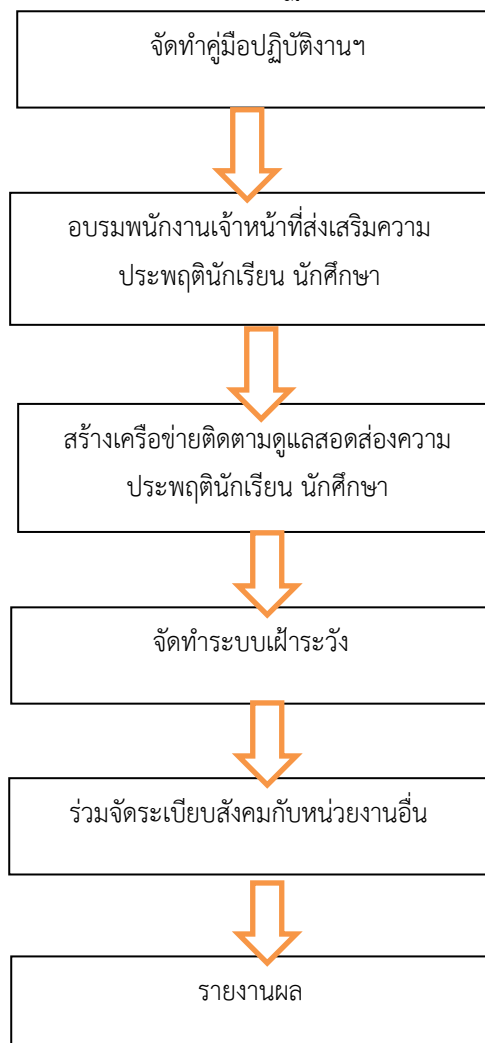 จัดทำคู่มือปฏิบัติงานฯ
อบรมพนักงานเจ้าหน้าที่ส่งเสริมความ
ประพฤตินักเรียน นักศึกษา
สร้างเครือข่ายติดตามดูแลสอดส่องความ
ประพฤตินักเรียน นักศึกษา
จัดทำระบบเฝ้าระวัง
ร่วมจัดระเบียบสังคมกับหน่วยงานอื่น
รายงานผล